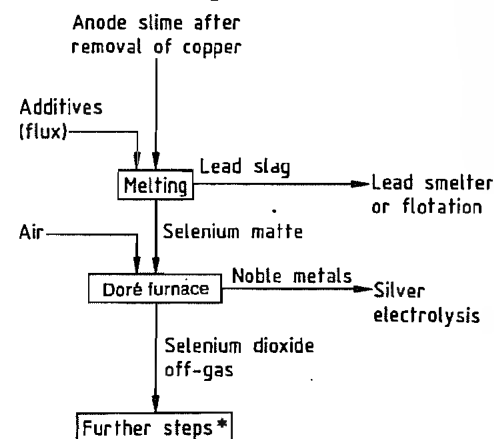 Anode slime after
removal of copper
Additives
(flux)
Lead slag
Melting
Lead smelter
or flotation
Air
Selenium matte
Noble metals
Doré furnace
Silver
electrolysis
Selenium dioxide
off-gas
Further steps*